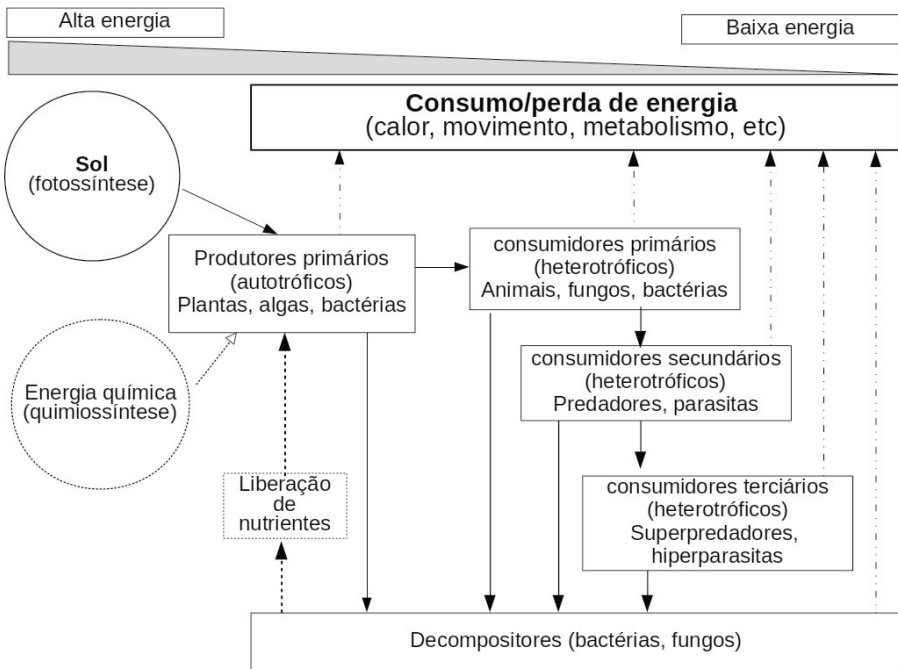 Alta energia
Baixa energia
Consumo/perda de energia
(calor, movimento, metabolismo, etc)
Sol
(fotossíntese)
Produtores primários
(autotróficos)
Plantas, algas, bactérias
consumidores primários
(heterotróficos)
Animais, fungos, bactérias
Energia química
(quimiossíntese)
consumidores secundários
(heterotróficos)
Predadores, parasitas
Liberação
de
nutrientes
consumidores terciários
(heterotróficos)
Superpredadores,
hiperparasitas
Decompositores (bactérias, fungos)